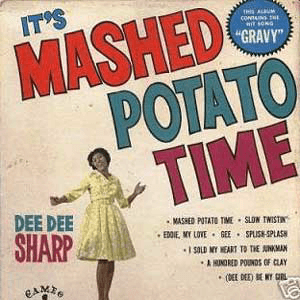 IT'S
MASHED
POTATO
TIME
THIS ALBUM
CONTAINS THE
HIT SONG
"GRAVY"
DEE DEE
SHARP
• MASHED POTATO TIME • SLOW TWISTIN'
• EDDIE, MY LOVE • GEE • SPLISH-SPLASH
• I SOLD MY HEART TO THE JUNKMAN
• A HUNDRED POUNDS OF CLAY
• (DEE DEE) BE MY GIRL
CAMEO